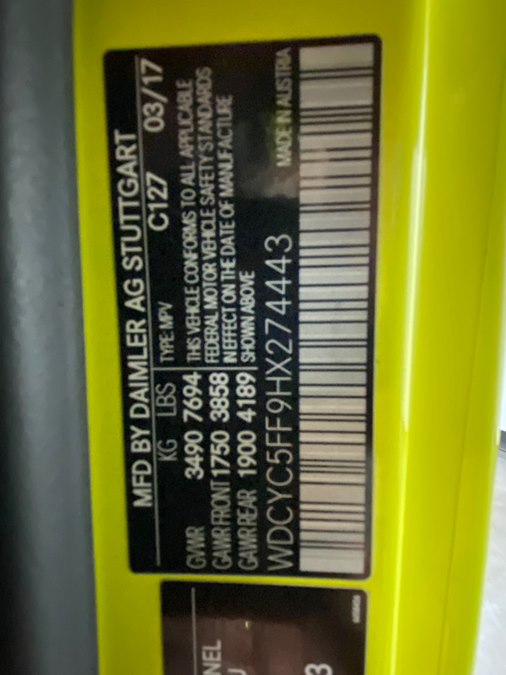 MFD BY DAIMLER AG STUTTGART
KG LBS TYPE: MPV C127 03/17
GVWR 3490 7694 THIS VEHICLE CONFORMS TO ALL APPLICABLE
GAWR FRONT 1750 3858 FEDERAL MOTOR VEHICLE SAFETY STANDARDS
GAWR REAR 1900 4189 IN EFFECT ON THE DATE OF MANUFACTURE
SHOWN ABOVE
WDCYC5FF9HX274443 MADE IN AUSTRIA
NEL
U
3